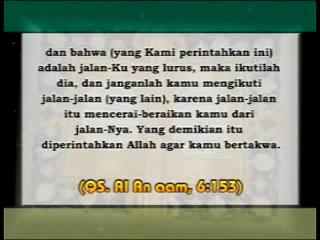 dan bahwa (yang Kami perintahkan ini)
adalah jalan-Ku yang lurus, maka ikutilah
dia, dan janganlah kamu mengikuti
jalan-jalan (yang lain), karena jalan-jalan
itu mencerai-beraikan kamu dari
jalan-Nya. Yang demikian itu
diperintahkan Allah agar kamu bertakwa.
(QS. Al An aam, 6:153)